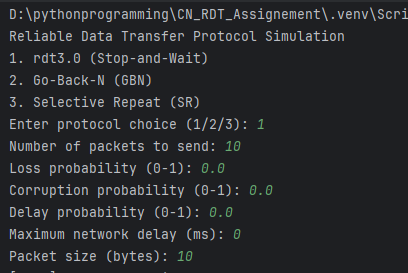 D:\pythonprogramming\CN_RDT_Assignement\.venv\Scri
Reliable Data Transfer Protocol Simulation
1. rdt3.0 (Stop-and-Wait)
2. Go-Back-N (GBN)
3. Selective Repeat (SR)
Enter protocol choice (1/2/3): 1
Number of packets to send: 10
Loss probability (0-1): 0.0
Corruption probability (0-1): 0.0
Delay probability (0-1): 0.0
Maximum network delay (ms): 0
Packet size (bytes): 10